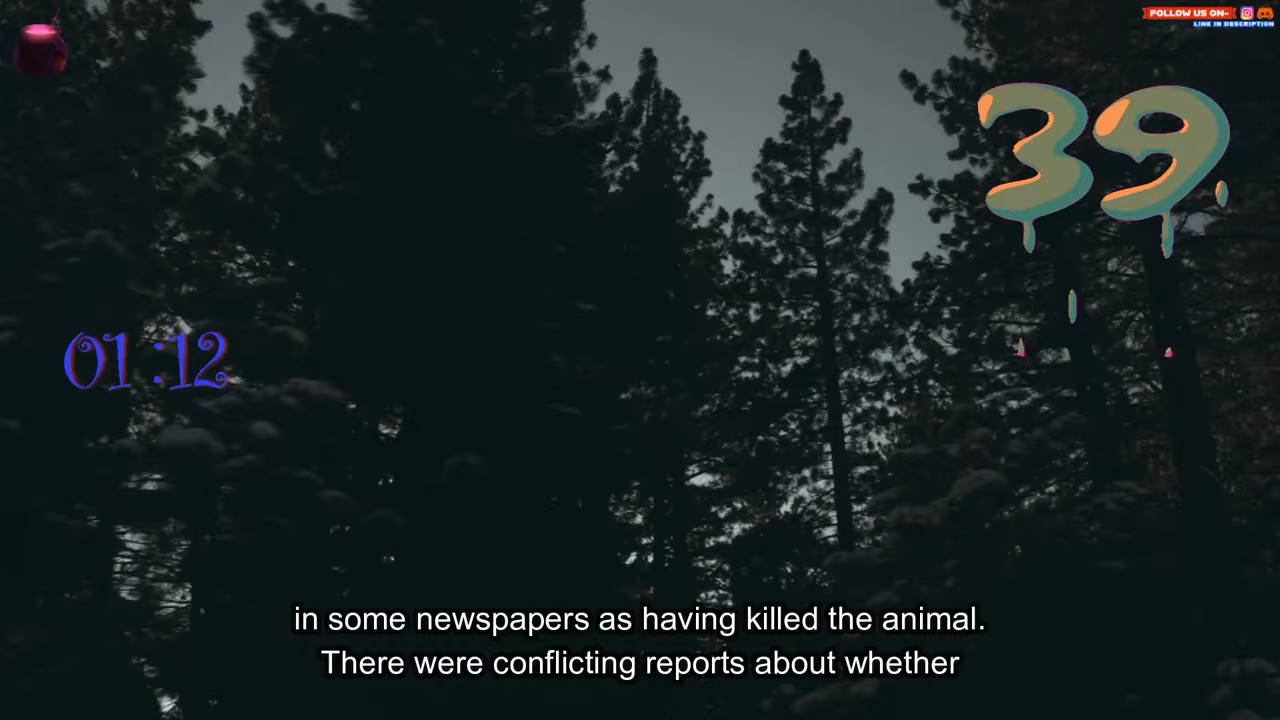 FOLLOW US ON-
LINK IN DESCRIPTION
39
01:12
in some newspapers as having killed the animal.
There were conflicting reports about whether